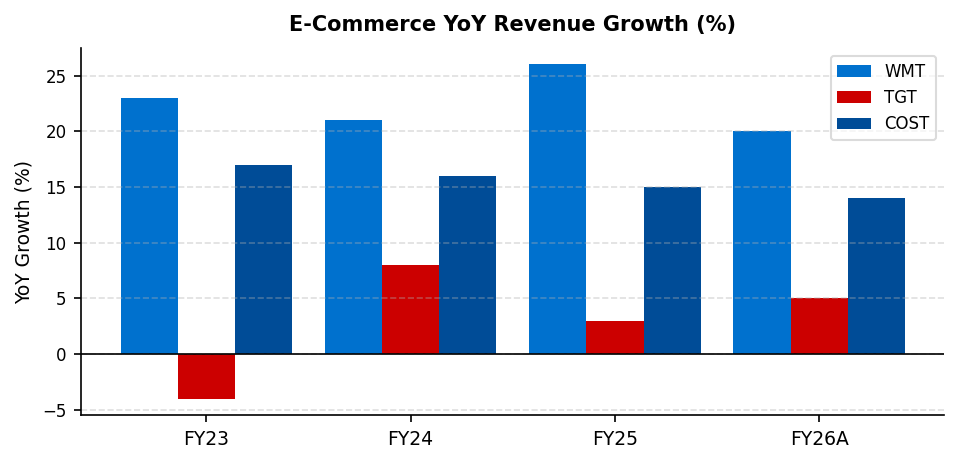 E-Commerce YoY Revenue Growth (%)
WMT
TGT
COST
YoY Growth (%)
25
20
15
10
5
0
−5
FY23 FY24 FY25 FY26A